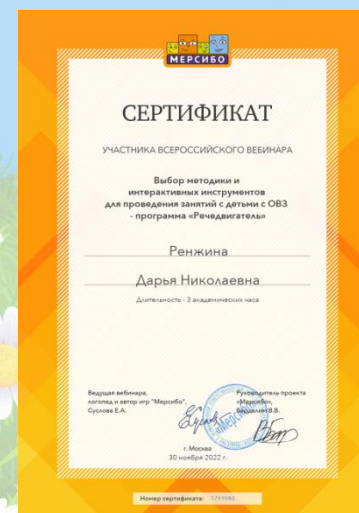 МЕРСИБО
СЕРТИФИКАТ
УЧАСТНИКА ВСЕРОССИЙСКОГО ВЕБИНАРА
Выбор методики и
интерактивных инструментов
для проведения занятий с детьми с ОВЗ
- программа «Речедвигатель»
Ренжина
Дарья Николаевна
Длительность - 3 академических часа
Ведущая вебинара,
логопед и автор игр "Мерсибо",
Суслова Е.А.
Руководитель проекта
«Мерсибо»,
В.В.
г. Москва
30 ноября 2022 г.
Номер сертификата: